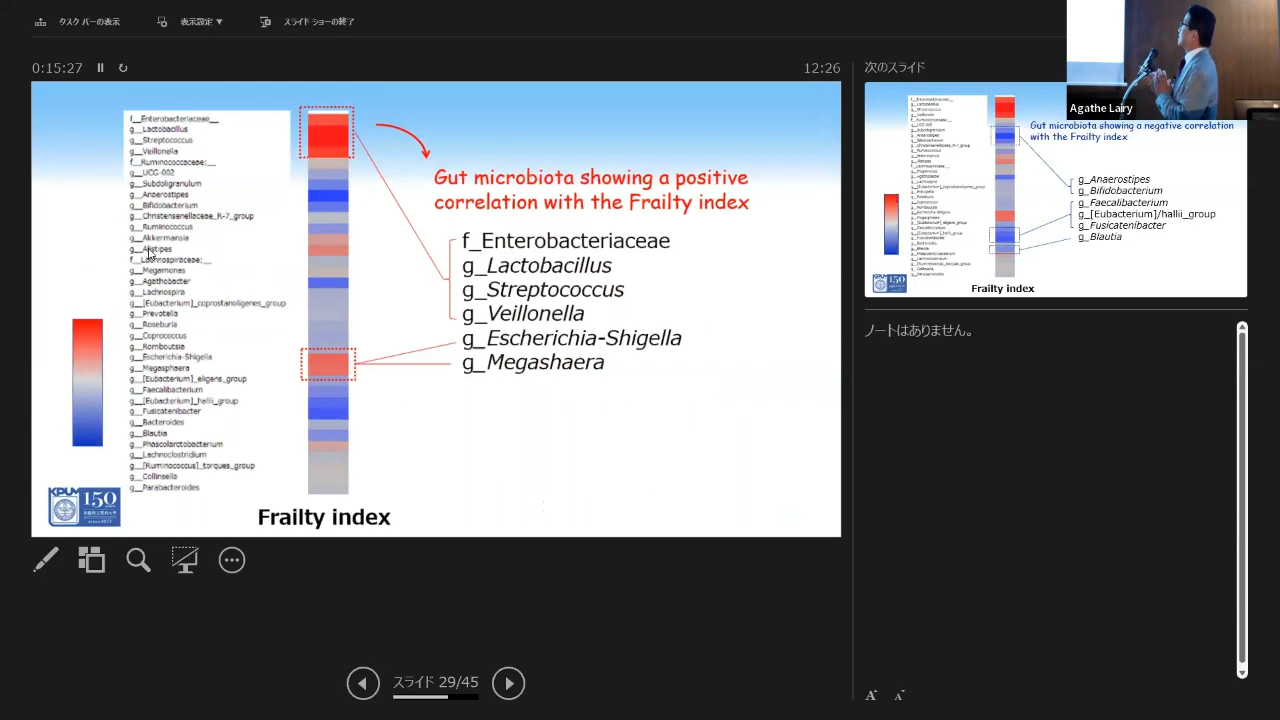 タスク バーの表示
表示設定 ▼
スライド ショーの終了
0:15:27
12:26
f__Enterobacteriaceae__
g__Lactobacillus
g__Streptococcus
g__Veillonella
f__Ruminococcaceae;__
g__UCG-002
g__Subdoligranulum
g__Anaerostipes
g__Bifidobacterium
g__Christensenellaceae_R-7_group
g__Ruminococcus
g__Akkermansia
g__Alistipes
f__Lachnospiraceae;__
g__Megamonas
g__Agathobacter
g__Lachnospira
g__[Eubacterium]_coprostanoligenes_group
g__Prevotella
g__Roseburia
g__Coprococcus
g__Romboutsia
g__Escherichia-Shigella
g__Megasphaera
g__[Eubacterium]_eligens_group
g__Faecalibacterium
g__[Eubacterium]_hallii_group
g__Fusicatenibacter
g__Bacteroides
g__Blautia
g__Phascolarctobacterium
g__Lachnoclostridium
g__[Ruminococcus]_torques_group
g__Collinsella
g__Parabacteroides
Gut microbiota showing a positive
correlation with the Frailty index
f_Enterobacteriaceae
g_Lactobacillus
g_Streptococcus
g_Veillonella
g_Escherichia-Shigella
g_Megashaera
KPUM
150
since 1872
Frailty index
スライド 29/45
次のスライド
Agathe Lairy
Gut microbiota showing a negative correlation
with the Frailty index
g_Anaerostipes
g_Bifidobacterium
g_Faecalibacterium
g_[Eubacterium]/hallii_group
g_Fusicatenibacter
g_Blautia
150
Frailty index
ノートはありません。
A
A